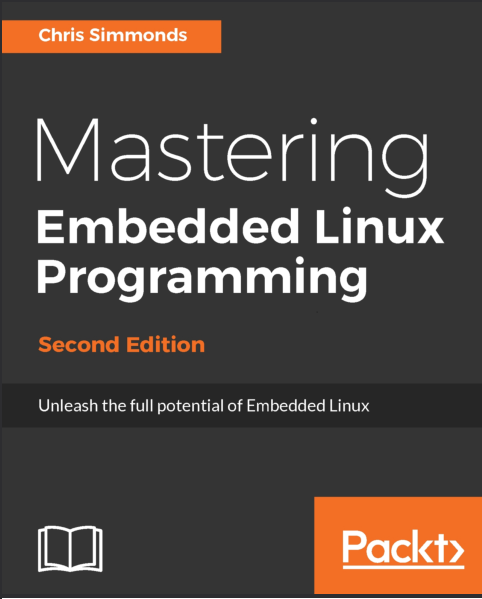 Chris Simmonds
Mastering
Embedded Linux
Programming
Second Edition
Unleash the full potential of Embedded Linux
Packt>